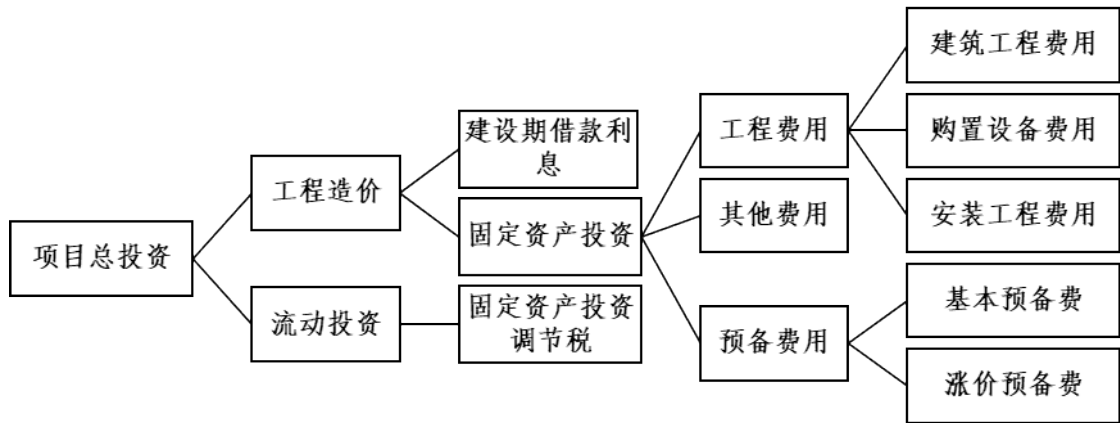 项目总投资
工程造价
流动投资
建设期借款利
息
固定资产投资
固定资产投资
调节税
工程费用
其他费用
预备费用
建筑工程费用
购置设备费用
安装工程费用
基本预备费
涨价预备费